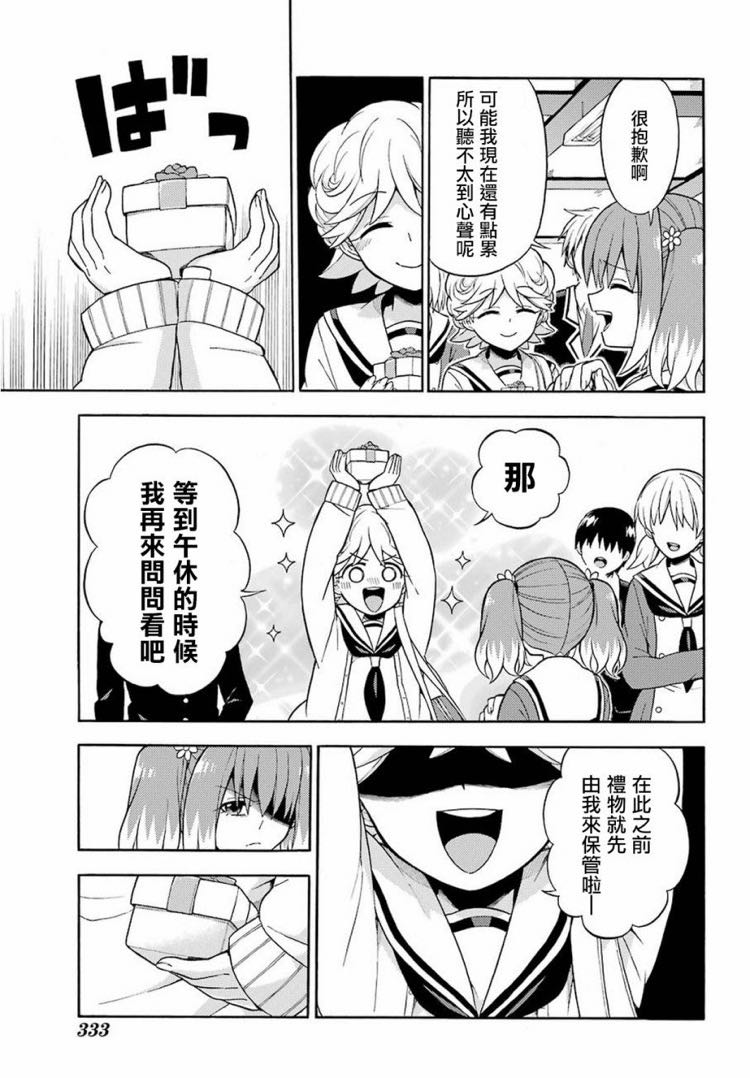 很抱歉啊
可能我現在還有點累
所以聽不太到心聲呢
ばっ
那
等到午休的時候
我再來問問看吧
在此之前
禮物就先
由我來保管啦ー
333